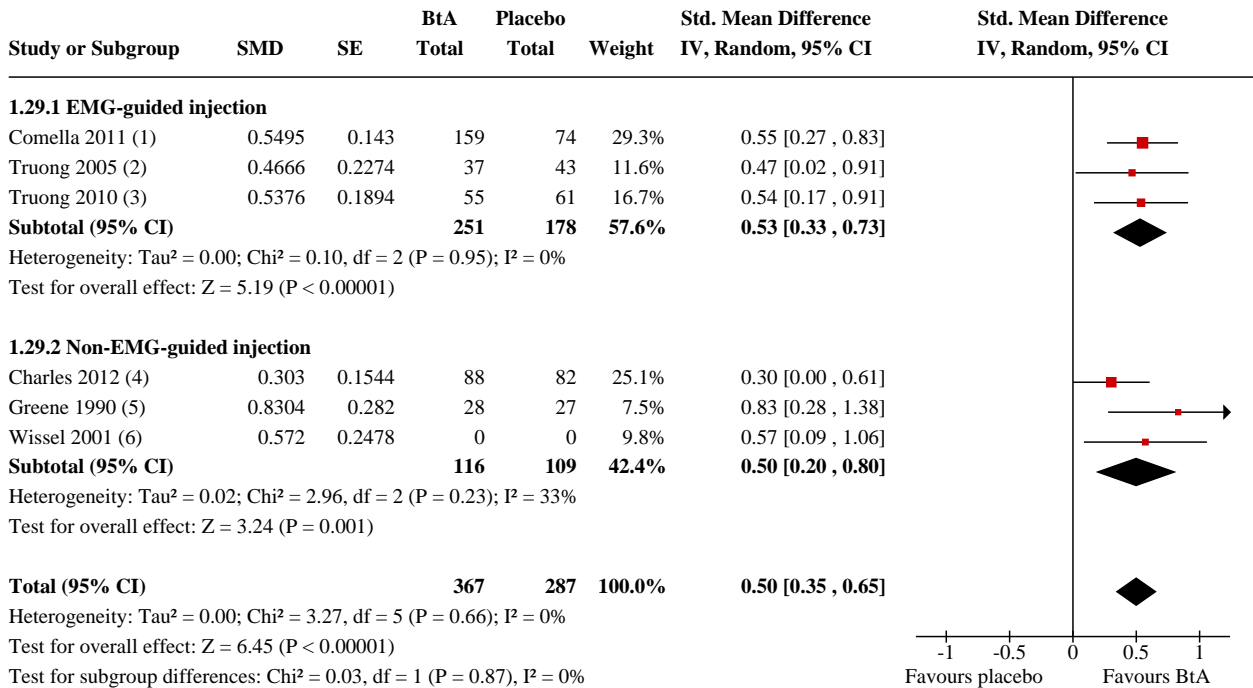 BtA Placebo Std. Mean Difference Std. Mean Difference
Study or Subgroup SMD SE Total Total Weight IV, Random, 95% CI IV, Random, 95% CI
1.29.1 EMG-guided injection
Comella 2011 (1) 0.5495 0.143 159 74 29.3% 0.55 [0.27 , 0.83]
Truong 2005 (2) 0.4666 0.2274 37 43 11.6% 0.47 [0.02 , 0.91]
Truong 2010 (3) 0.5376 0.1894 55 61 16.7% 0.54 [0.17 , 0.91]
Subtotal (95% CI) 251 178 57.6% 0.53 [0.33 , 0.73]
Heterogeneity: Tau² = 0.00; Chi² = 0.10, df = 2 (P = 0.95); I² = 0%
Test for overall effect: Z = 5.19 (P < 0.00001)
1.29.2 Non-EMG-guided injection
Charles 2012 (4) 0.303 0.1544 88 82 25.1% 0.30 [0.00 , 0.61]
Greene 1990 (5) 0.8304 0.282 28 27 7.5% 0.83 [0.28 , 1.38]
Wissel 2001 (6) 0.572 0.2478 0 0 9.8% 0.57 [0.09 , 1.06]
Subtotal (95% CI) 116 109 42.4% 0.50 [0.20 , 0.80]
Heterogeneity: Tau² = 0.02; Chi² = 2.96, df = 2 (P = 0.23); I² = 33%
Test for overall effect: Z = 3.24 (P = 0.001)
Total (95% CI) 367 287 100.0% 0.50 [0.35 , 0.65]
Heterogeneity: Tau² = 0.00; Chi² = 3.27, df = 5 (P = 0.66); I² = 0%
Test for overall effect: Z = 6.45 (P < 0.00001)
-1 -0.5 0 0.5 1
Test for subgroup differences: Chi² = 0.03, df = 1 (P = 0.87), I² = 0% Favours placebo Favours BtA